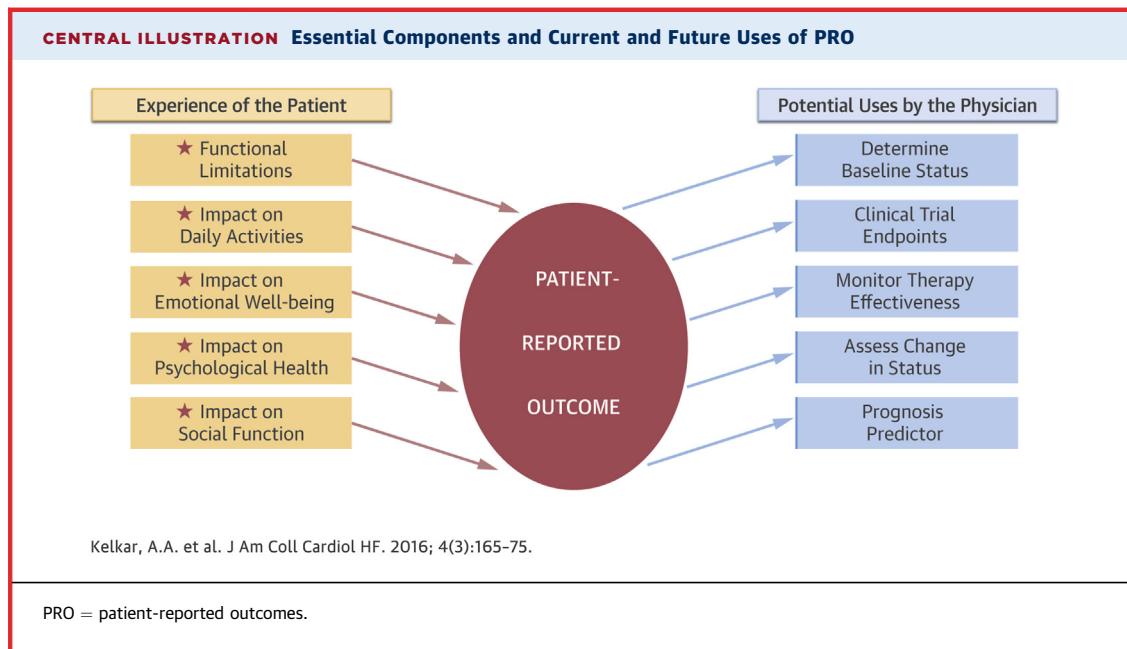 CENTRAL ILLUSTRATION Essential Components and Current and Future Uses of PRO
Experience of the Patient
★ Functional
Limitations
★ Impact on
Daily Activities
★ Impact on
Emotional Well-being
★ Impact on
Psychological Health
★ Impact on
Social Function
PATIENT-
REPORTED
OUTCOME
Potential Uses by the Physician
Determine
Baseline Status
Clinical Trial
Endpoints
Monitor Therapy
Effectiveness
Assess Change
in Status
Prognosis
Predictor
Kelkar, A.A. et al. J Am Coll Cardiol HF. 2016; 4(3):165–75.
PRO = patient-reported outcomes.